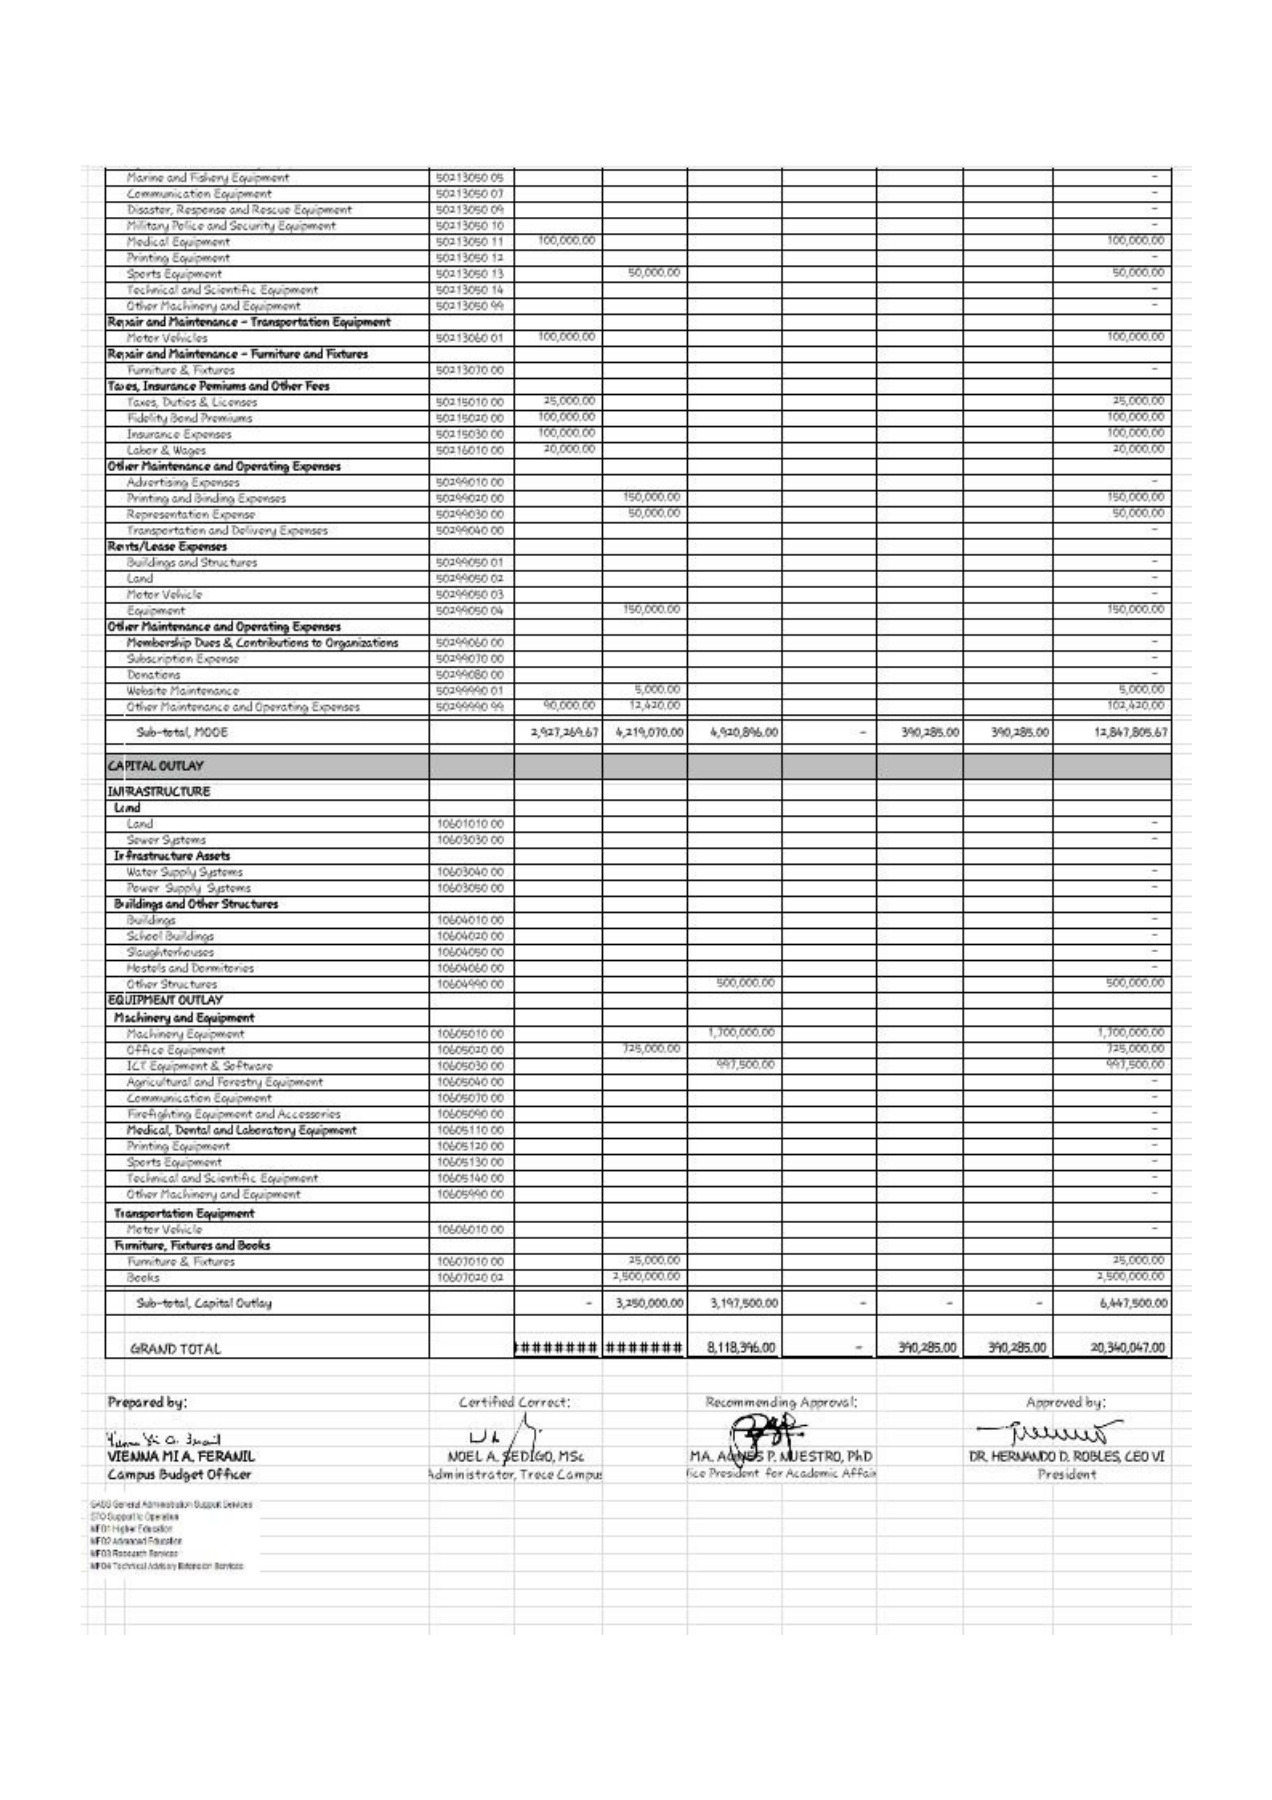 Marine and Fishery Equipment 50213050 05 -
Communication Equipment 50213050 07 -
Disaster, Response and Rescue Equipment 50213050 09 -
Military Police and Security Equipment 50213050 10 -
Medical Equipment 50213050 11 100,000.00 100,000.00
Printing Equipment 50213050 12 -
Sports Equipment 50213050 13 50,000.00 50,000.00
Technical and Scientific Equipment 50213050 14 -
Other Machinery and Equipment 50213050 99 -
Repair and Maintenance - Transportation Equipment
Motor Vehicles 50213060 01 100,000.00 100,000.00
Repair and Maintenance - Furniture and Fixtures
Furniture & Fixtures 50213070 00 -
Taxes, Insurance Pemiums and Other Fees
Taxes, Duties & Licenses 50215010 00 25,000.00 25,000.00
Fidelity Bond Premiums 50215020 00 100,000.00 100,000.00
Insurance Expenses 50215030 00 100,000.00 100,000.00
Labor & Wages 50216010 00 20,000.00 20,000.00
Other Maintenance and Operating Expenses
Advertising Expenses 50299010 00 -
Printing and Binding Expenses 50299020 00 150,000.00 150,000.00
Representation Expense 50299030 00 50,000.00 50,000.00
Transportation and Delivery Expenses 50299040 00 -
Rents/Lease Expenses
Buildings and Structures 50299050 01 -
Land 50299050 02 -
Motor Vehicle 50299050 03 -
Equipment 50299050 04 150,000.00 150,000.00
Other Maintenance and Operating Expenses
Membership Dues & Contributions to Organizations 50299060 00 -
Subscription Expense 50299070 00 -
Donations 50299080 00 -
Website Maintenance 50299990 01 5,000.00 5,000.00
Other Maintenance and Operating Expenses 50299990 99 90,000.00 12,420.00 102,420.00
Sub-total, MOOE 2,927,269.67 4,219,070.00 4,920,896.00 - 390,285.00 390,285.00 12,847,805.67
CAPITAL OUTLAY
INFRASTRUCTURE
Land
Land 10601010 00 -
Sewer Systems 10603030 00 -
Infrastructure Assets
Water Supply Systems 10603040 00 -
Power Supply Systems 10603050 00 -
Buildings and Other Structures
Buildings 10604010 00 -
School Buildings 10604020 00 -
Slaughterhouses 10604050 00 -
Hostels and Dormitories 10604060 00 -
Other Structures 10604990 00 500,000.00 500,000.00
EQUIPMENT OUTLAY
Machinery and Equipment
Machinery Equipment 10605010 00 1,700,000.00 1,700,000.00
Office Equipment 10605020 00 725,000.00 725,000.00
ICT Equipment & Software 10605030 00 997,500.00 997,500.00
Agricultural and Forestry Equipment 10605040 00 -
Communication Equipment 10605070 00 -
Firefighting Equipment and Accessories 10605090 00 -
Medical, Dental and Laboratory Equipment 10605110 00 -
Printing Equipment 10605120 00 -
Sports Equipment 10605130 00 -
Technical and Scientific Equipment 10605140 00 -
Other Machinery and Equipment 10605990 00 -
Transportation Equipment
Motor Vehicle 10606010 00 -
Furniture, Fixtures and Books
Furniture & Fixtures 10607010 00 25,000.00 25,000.00
Books 10607020 02 2,500,000.00 2,500,000.00
Sub-total, Capital Outlay - 3,250,000.00 3,197,500.00 - - - 6,447,500.00
GRAND TOTAL ######## ####### 8,118,396.00 - 390,285.00 390,285.00 20,340,047.00
Prepared by: Certified Correct: Recommending Approval: Approved by:
VIENNA MI A. FERANIL NOEL A. SEDIGO, MSc MA. AGNES P. NUESTRO, PhD DR. HERNANDO D. ROBLES, CEO VI
Campus Budget Officer Administrator, Trece Campus ice President for Academic Affair President
GASS General Administration Support Services
STO Support to Operation
MFO1 Higher Education
MFO2 Advanced Education
MFO3 Research Services
MFO4 Technical Advisory Extension Services